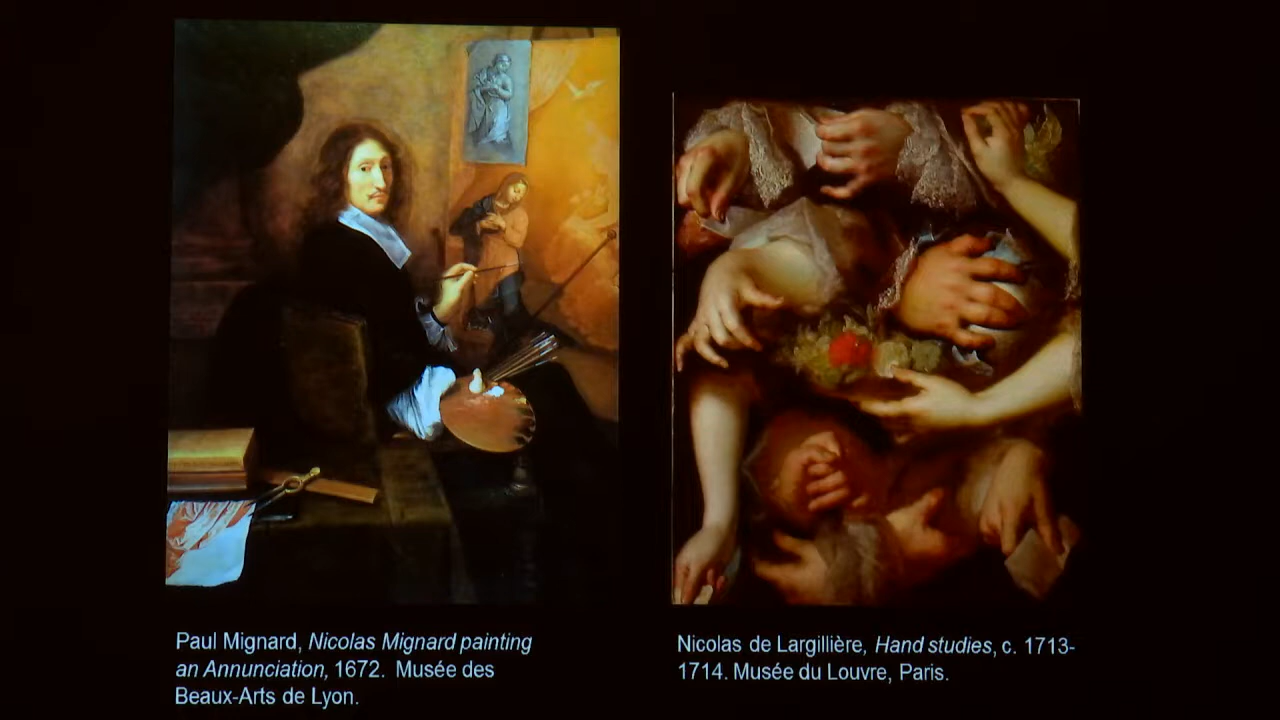 Paul Mignard, Nicolas Mignard painting
an Annunciation, 1672. Musée des
Beaux-Arts de Lyon.
Nicolas de Largillière, Hand studies, c. 1713-
1714. Musée du Louvre, Paris.